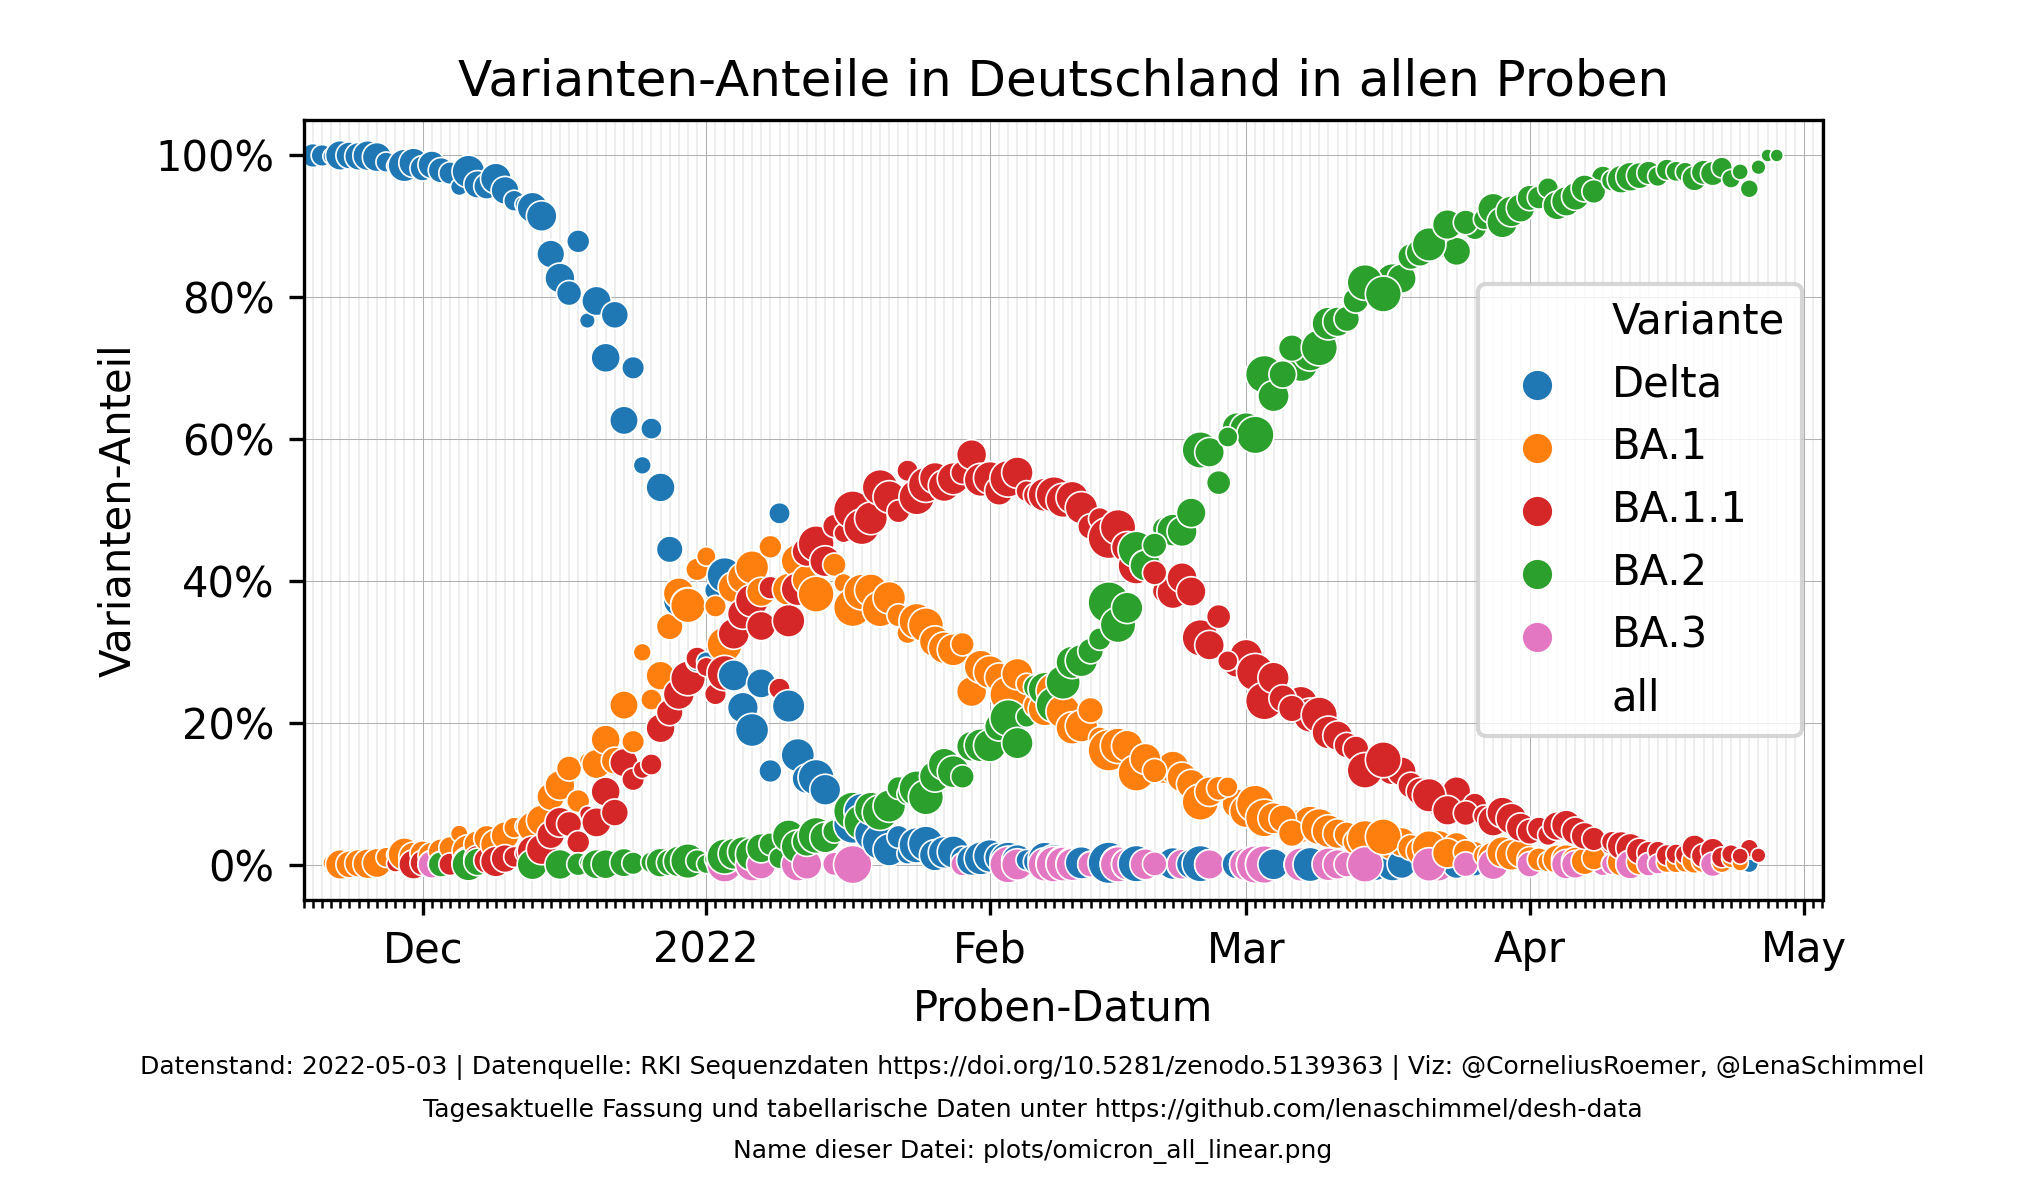 Varianten-Anteile in Deutschland in allen Proben
100%
80%
60%
40%
20%
0%
Varianten-Anteil
Variante
Delta
BA.1
BA.1.1
BA.2
BA.3
all
Dec 2022 Feb Mar Apr May
Proben-Datum
Datenstand: 2022-05-03 | Datenquelle: RKI Sequenzdaten https://doi.org/10.5281/zenodo.5139363 | Viz: @CorneliusRoemer, @LenaSchimmel
Tagesaktuelle Fassung und tabellarische Daten unter https://github.com/lenaschimmel/desh-data
Name dieser Datei: plots/omicron_all_linear.png